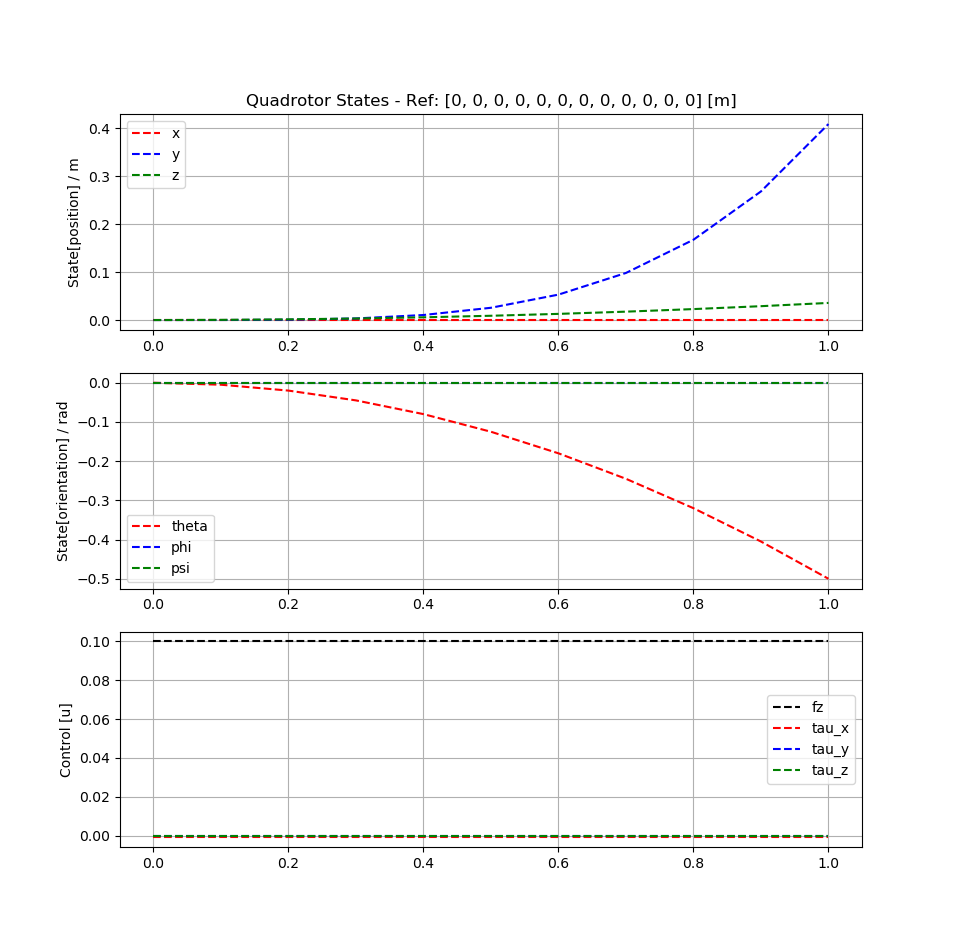 Quadrotor States - Ref: [0, 0, 0, 0, 0, 0, 0, 0, 0, 0, 0, 0] [m]
State[position] / m
0.4
0.3
0.2
0.1
0.0
x
y
z
0.0 0.2 0.4 0.6 0.8 1.0
State[orientation] / rad
0.0
−0.1
−0.2
−0.3
−0.4
−0.5
theta
phi
psi
0.0 0.2 0.4 0.6 0.8 1.0
Control [u]
0.10
0.08
0.06
0.04
0.02
0.00
fz
tau_x
tau_y
tau_z
0.0 0.2 0.4 0.6 0.8 1.0